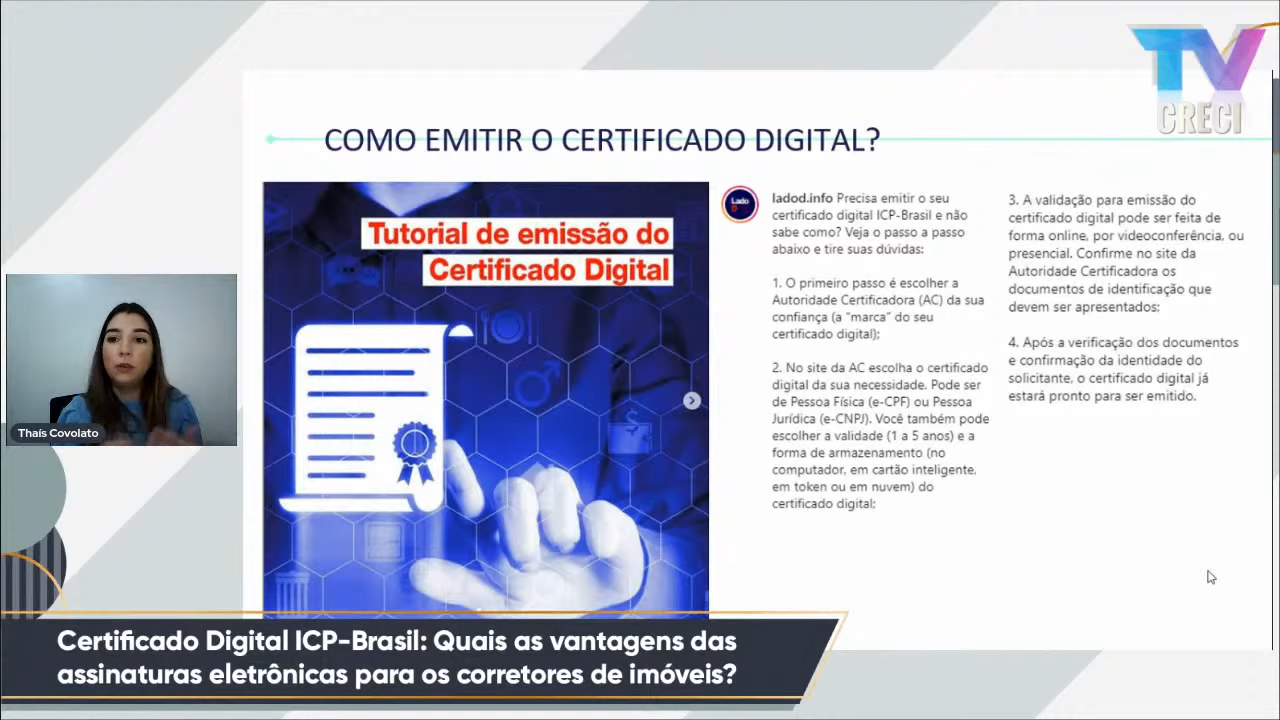 TV
CRECI
COMO EMITIR O CERTIFICADO DIGITAL?
Tutorial de emissão do
Certificado Digital
Lado
D
ladod.info Precisa emitir o seu
certificado digital ICP-Brasil e não
sabe como? Veja o passo a passo
abaixo e tire suas dúvidas:
1. O primeiro passo é escolher a
Autoridade Certificadora (AC) da sua
confiança (a “marca” do seu
certificado digital);
2. No site da AC escolha o certificado
digital da sua necessidade. Pode ser
de Pessoa Física (e-CPF) ou Pessoa
Jurídica (e-CNPJ). Você também pode
escolher a validade (1 a 5 anos) e a
forma de armazenamento (no
computador, em cartão inteligente,
em token ou em nuvem) do
certificado digital;
3. A validação para emissão do
certificado digital pode ser feita de
forma online, por videoconferência, ou
presencial. Confirme no site da
Autoridade Certificadora os
documentos de identificação que
devem ser apresentados;
4. Após a verificação dos documentos
e confirmação da identidade do
solicitante, o certificado digital já
estará pronto para ser emitido.
Thaís Covolato
Certificado Digital ICP-Brasil: Quais as vantagens das
assinaturas eletrônicas para os corretores de imóveis?